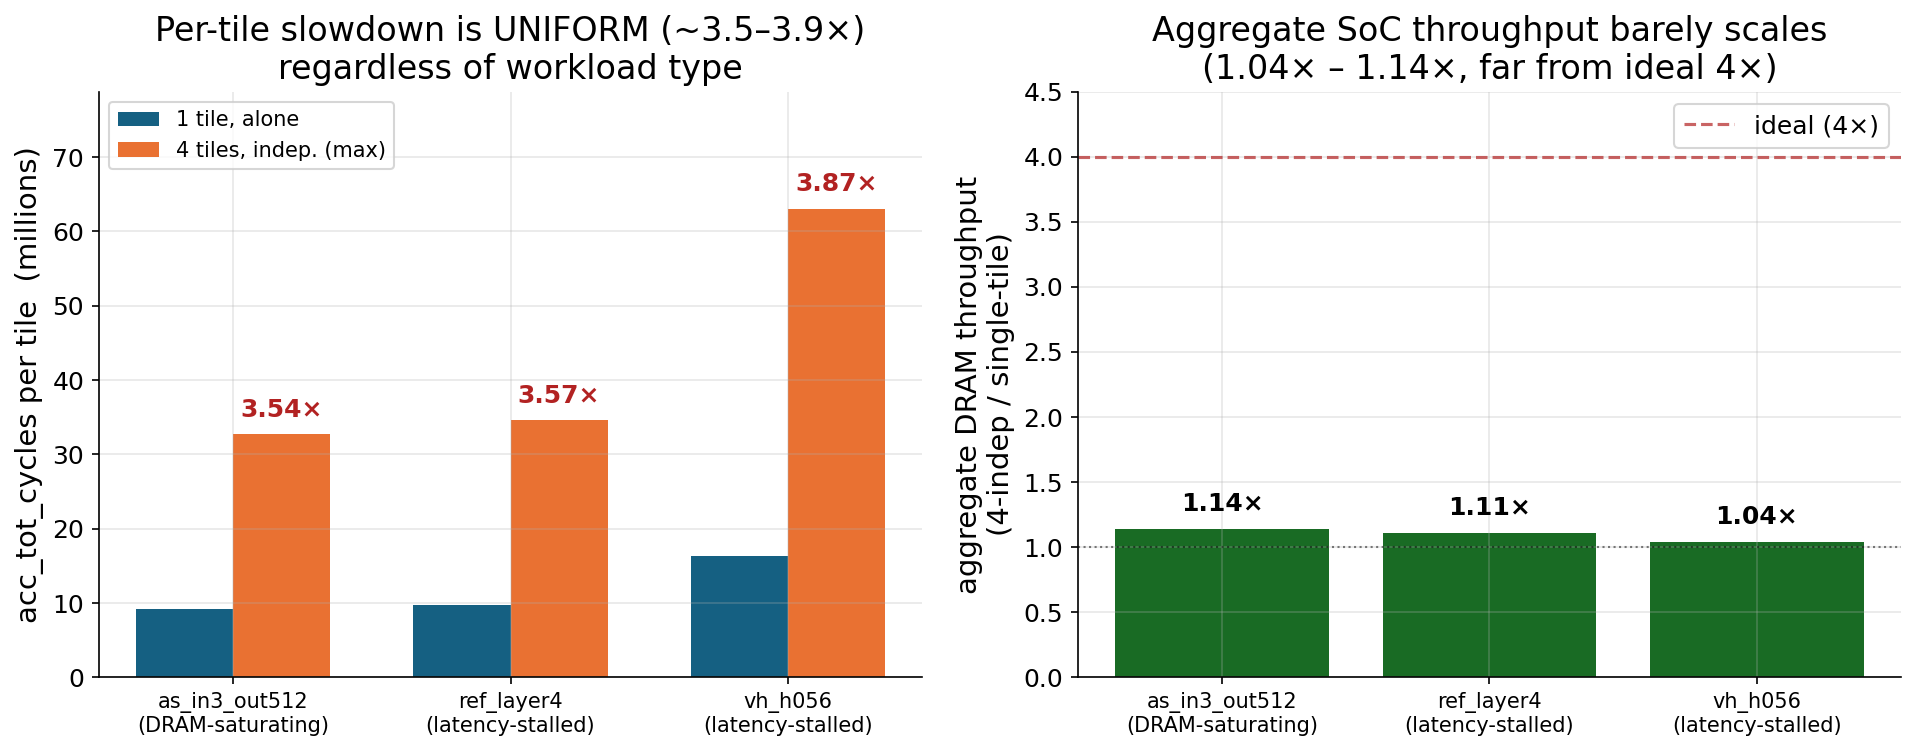 Per-tile slowdown is UNIFORM (~3.5–3.9×)
regardless of workload type
acc_tot_cycles per tile  (millions)
70
60
50
40
30
20
10
0
1 tile, alone
4 tiles, indep. (max)
3.54×
3.57×
3.87×
as_in3_out512
(DRAM-saturating)
ref_layer4
(latency-stalled)
vh_h056
(latency-stalled)
Aggregate SoC throughput barely scales
(1.04× – 1.14×, far from ideal 4×)
aggregate DRAM throughput
(4-indep / single-tile)
4.5
4.0
3.5
3.0
2.5
2.0
1.5
1.0
0.5
0.0
ideal (4×)
1.14×
1.11×
1.04×
as_in3_out512
(DRAM-saturating)
ref_layer4
(latency-stalled)
vh_h056
(latency-stalled)